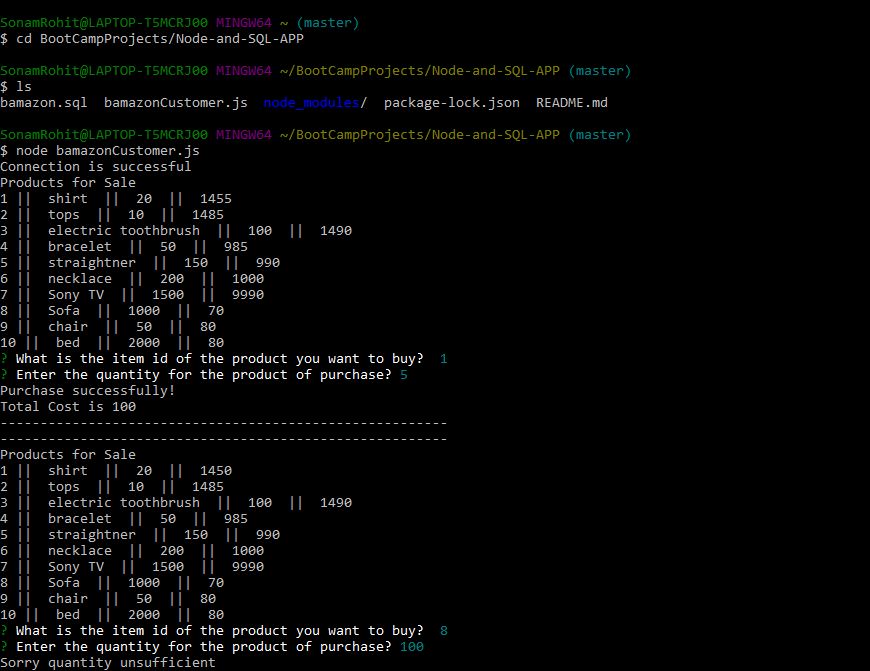 SonamRohit@LAPTOP-T5MCRJ00 MINGW64 ~ (master)
$ cd BootCampProjects/Node-and-SQL-APP
SonamRohit@LAPTOP-T5MCRJ00 MINGW64 ~/BootCampProjects/Node-and-SQL-APP (master)
$ ls
bamazon.sql  bamazonCustomer.js  node_modules/  package-lock.json  README.md
SonamRohit@LAPTOP-T5MCRJ00 MINGW64 ~/BootCampProjects/Node-and-SQL-APP (master)
$ node bamazonCustomer.js
Connection is successful
Products for Sale
1 ||  shirt  ||  20  ||  1455
2 ||  tops  ||  10  ||  1485
3 ||  electric toothbrush  ||  100  ||  1490
4 ||  bracelet  ||  50  ||  985
5 ||  straightner  ||  150  ||  990
6 ||  necklace  ||  200  ||  1000
7 ||  Sony TV  ||  1500  ||  9990
8 ||  Sofa  ||  1000  ||  70
9 ||  chair  ||  50  ||  80
10 ||  bed  ||  2000  ||  80
? What is the item id of the product you want to buy?  1
? Enter the quantity for the product of purchase? 5
Purchase successfully!
Total Cost is 100
--------------------------------------------------------
--------------------------------------------------------
Products for Sale
1 ||  shirt  ||  20  ||  1450
2 ||  tops  ||  10  ||  1485
3 ||  electric toothbrush  ||  100  ||  1490
4 ||  bracelet  ||  50  ||  985
5 ||  straightner  ||  150  ||  990
6 ||  necklace  ||  200  ||  1000
7 ||  Sony TV  ||  1500  ||  9990
8 ||  Sofa  ||  1000  ||  70
9 ||  chair  ||  50  ||  80
10 ||  bed  ||  2000  ||  80
? What is the item id of the product you want to buy?  8
? Enter the quantity for the product of purchase? 100
Sorry quantity unsufficient